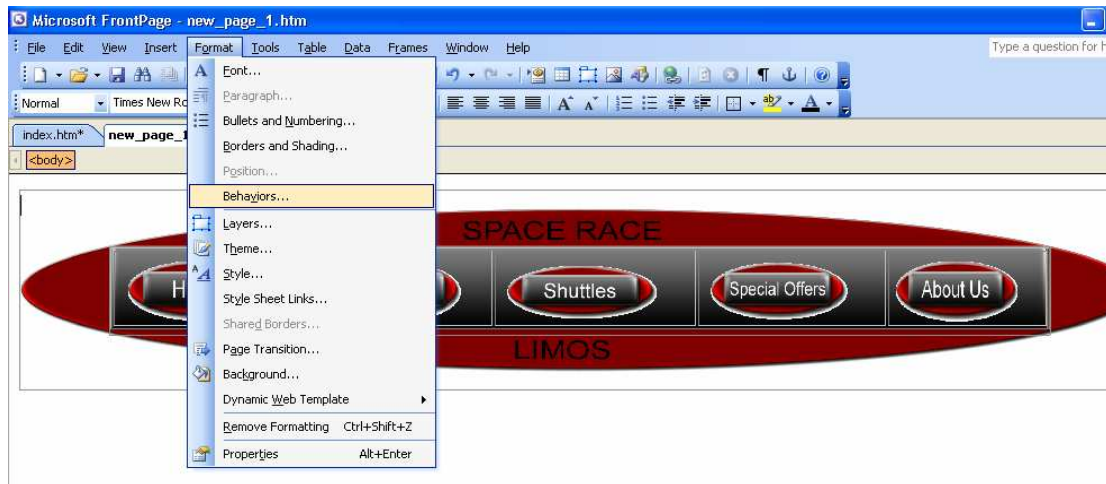 Microsoft FrontPage - new_page_1.htm
File Edit View Insert Format Tools Table Data Frames Window Help Type a question for h
Normal Times New Ro
index.htm* new_page_1
<body>
Font...
Paragraph...
Bullets and Numbering...
Borders and Shading...
Position...
Behaviors...
Layers...
Theme...
Style...
Style Sheet Links...
Shared Borders...
Page Transition...
Background...
Dynamic Web Template
Remove Formatting Ctrl+Shift+Z
Properties Alt+Enter
SPACE RACE
H Shuttles Special Offers About Us
LIMOS